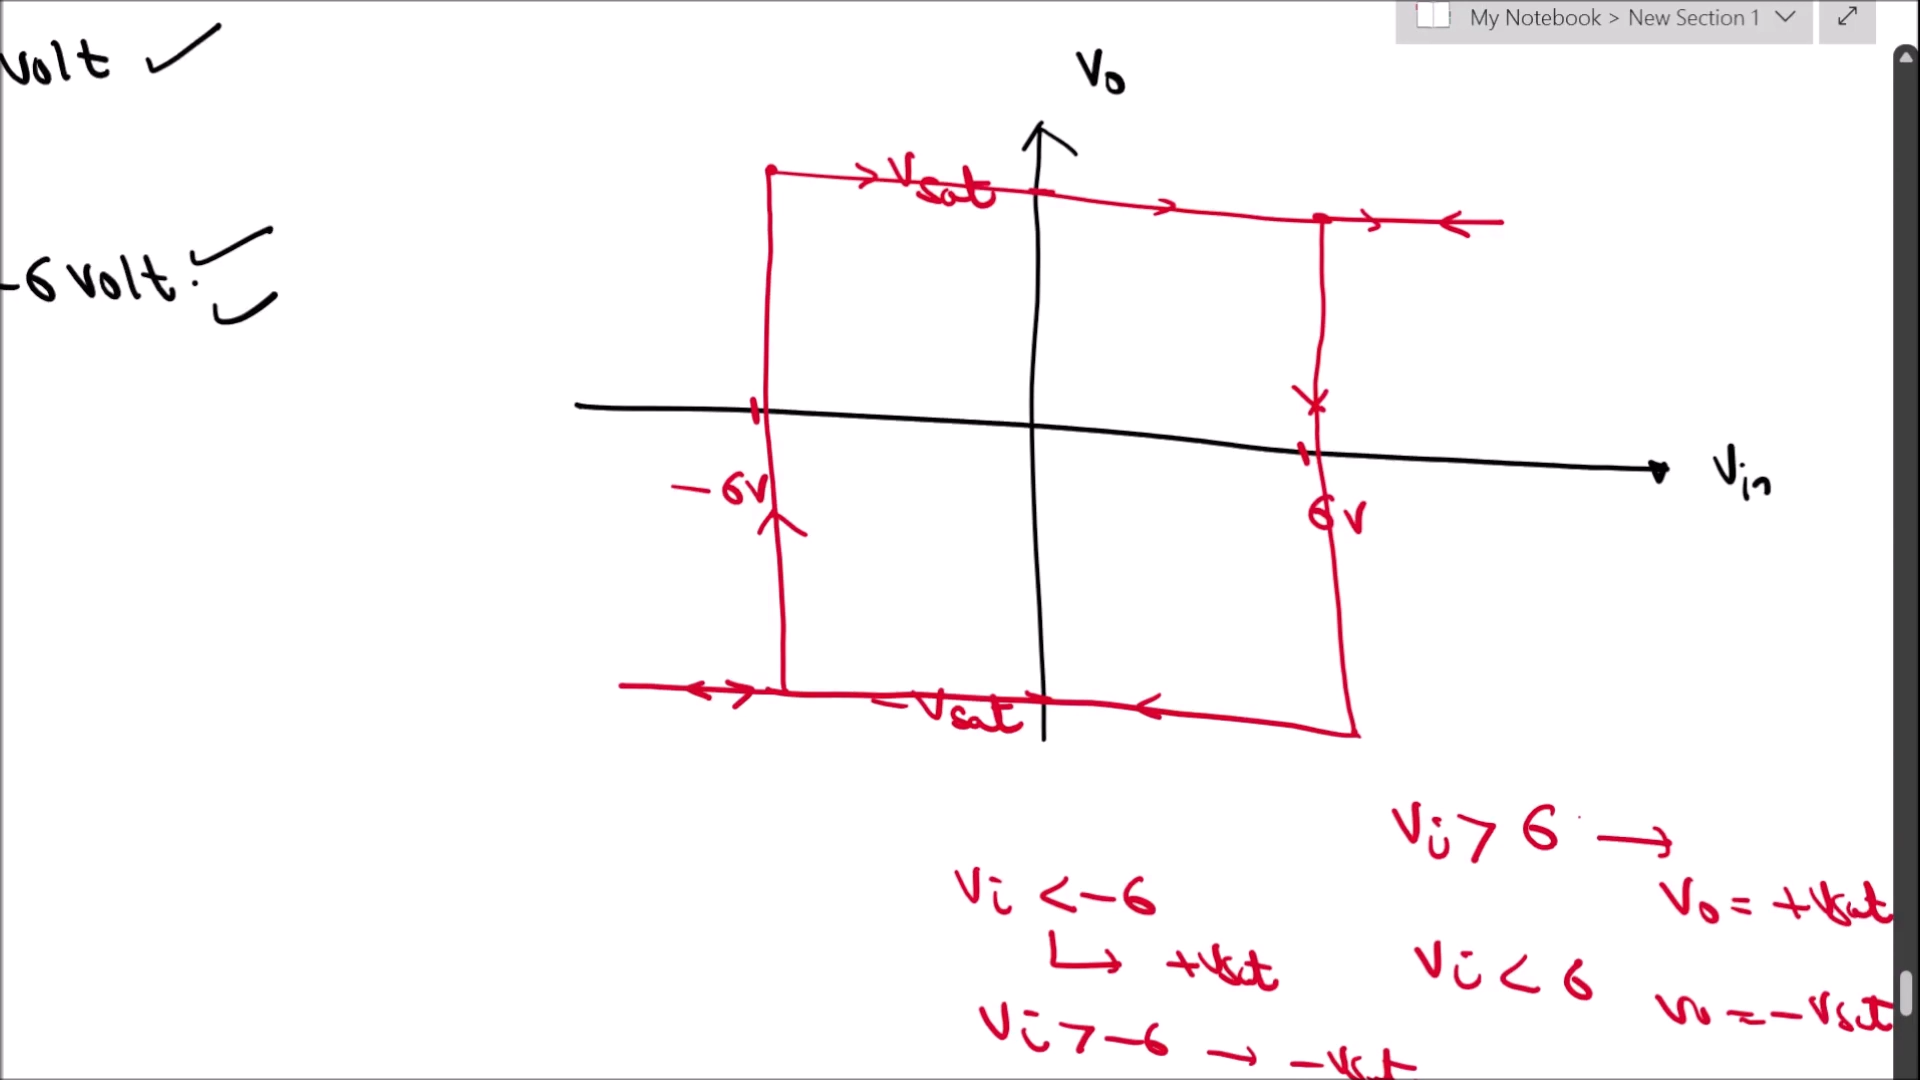 My Notebook > New Section 1
volt ✓
-6 volt. ✓
✓
Vo
Vsat
Vin
-6V
6V
-Vsat
Vi > 6 →
Vo = +Vsat
Vi < -6
→ +Vsat
Vi < 6
Vo = -Vsat
Vi > -6 → -Vsat